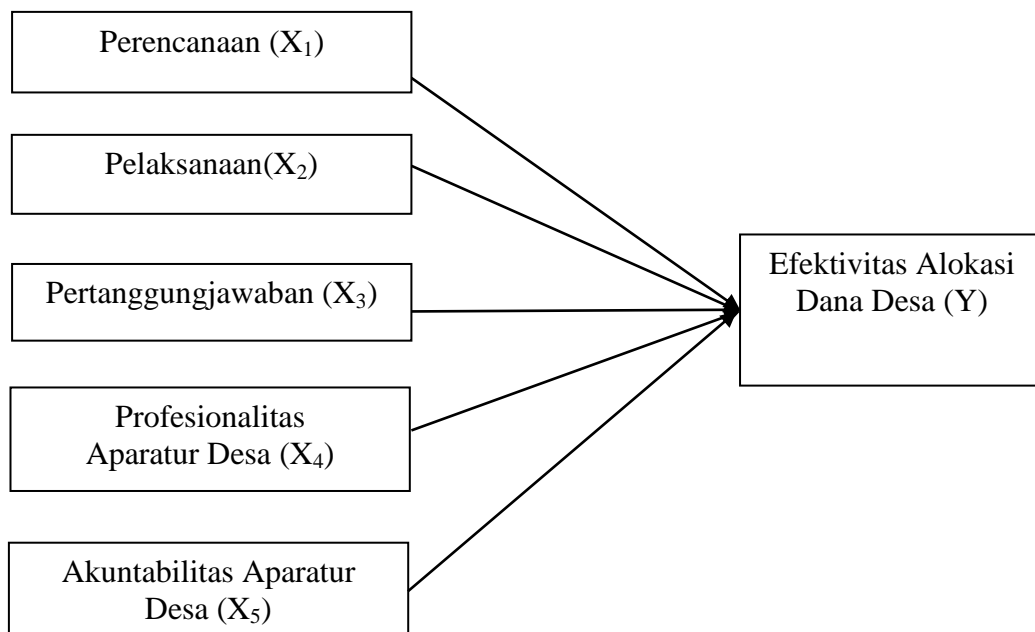 Perencanaan (X₁)
Pelaksanaan(X₂)
Pertanggungjawaban (X₃)
Profesionalitas
Aparatur Desa (X₄)
Akuntabilitas Aparatur
Desa (X₅)
Efektivitas Alokasi
Dana Desa (Y)